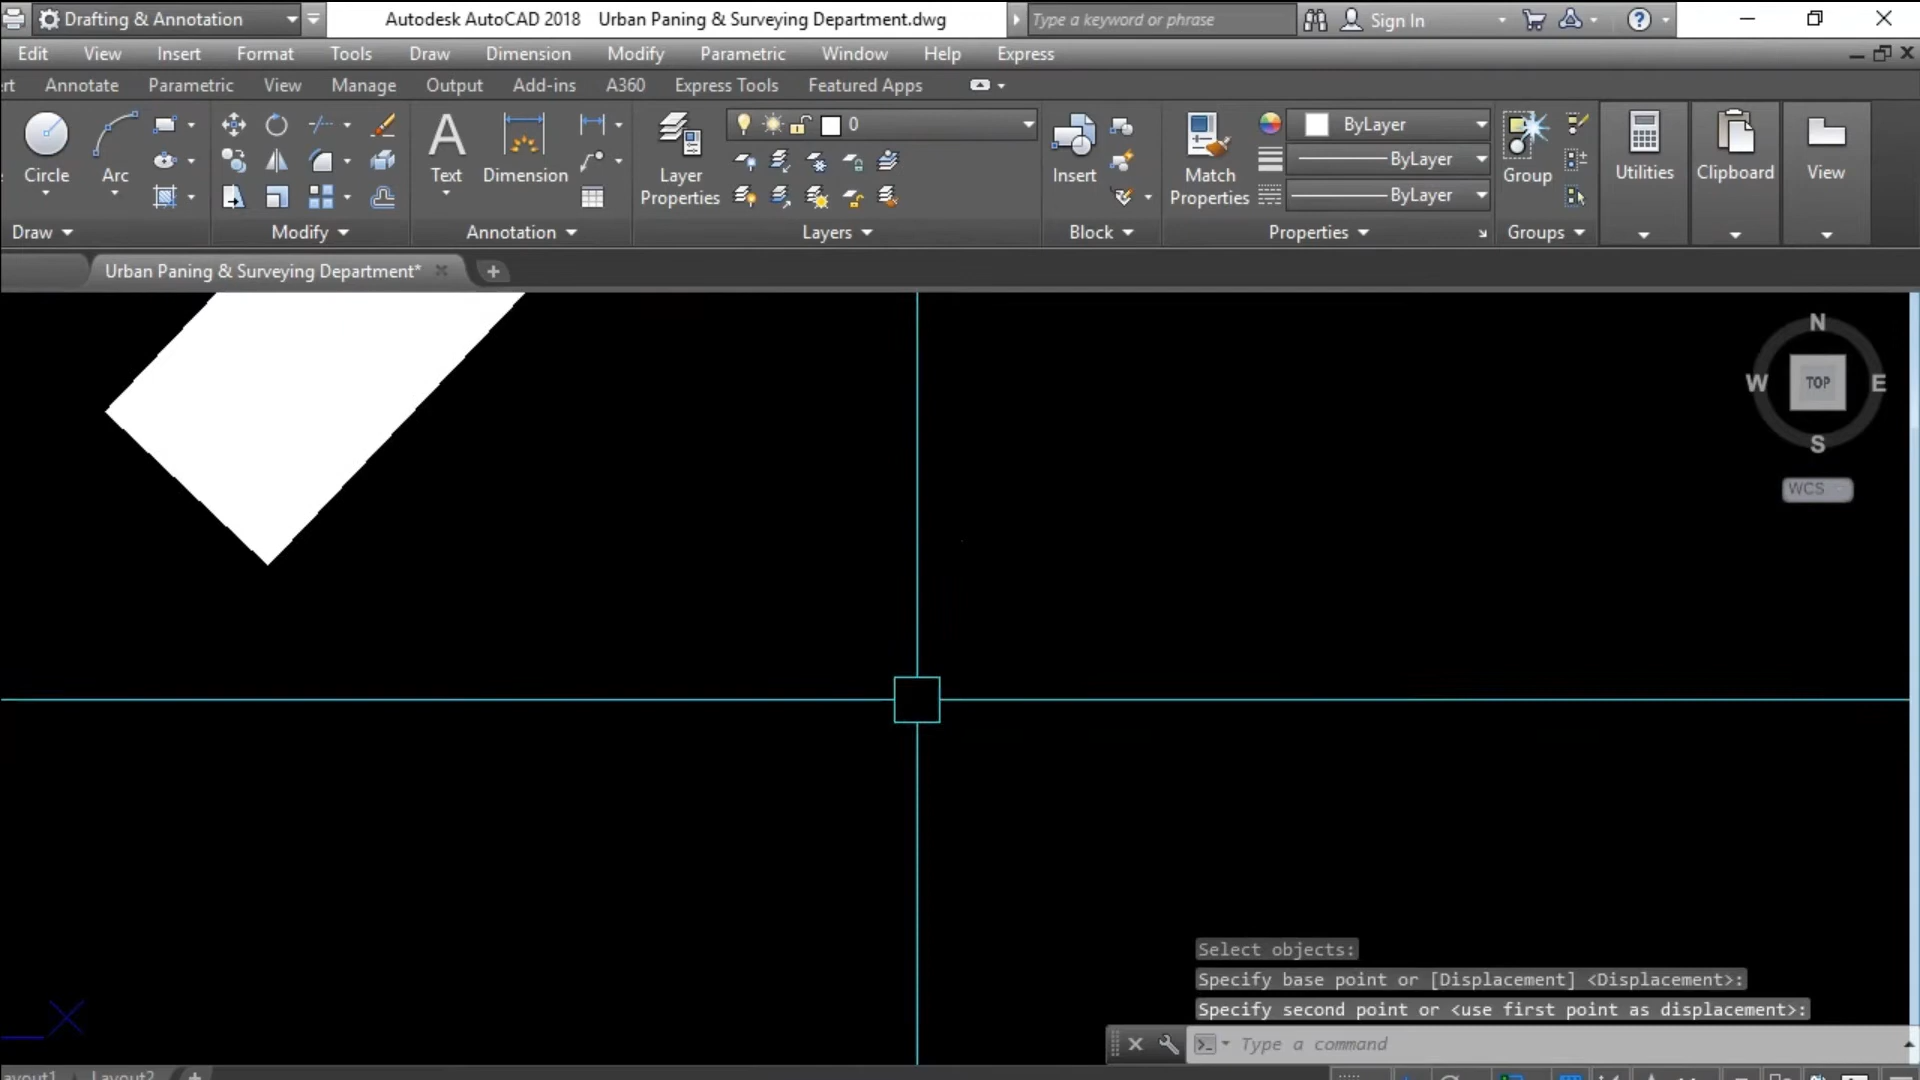 Drafting & Annotation
Autodesk AutoCAD 2018 Urban Paning & Surveying Department.dwg
Type a keyword or phrase
Sign In
Edit View Insert Format Tools Draw Dimension Modify Parametric Window Help Express
rt Annotate Parametric View Manage Output Add-ins A360 Express Tools Featured Apps
0
ByLayer
ByLayer
ByLayer
Circle
Arc
Text
Dimension
Layer
Properties
Insert
Match
Properties
Group
Utilities
Clipboard
View
Draw
Modify
Annotation
Layers
Block
Properties
Groups
Urban Paning & Surveying Department*
N
W
TOP
E
S
WCS
Select objects:
Specify base point or [Displacement] <Displacement>:
Specify second point or <use first point as displacement>:
Type a command
ayout1 Layout2